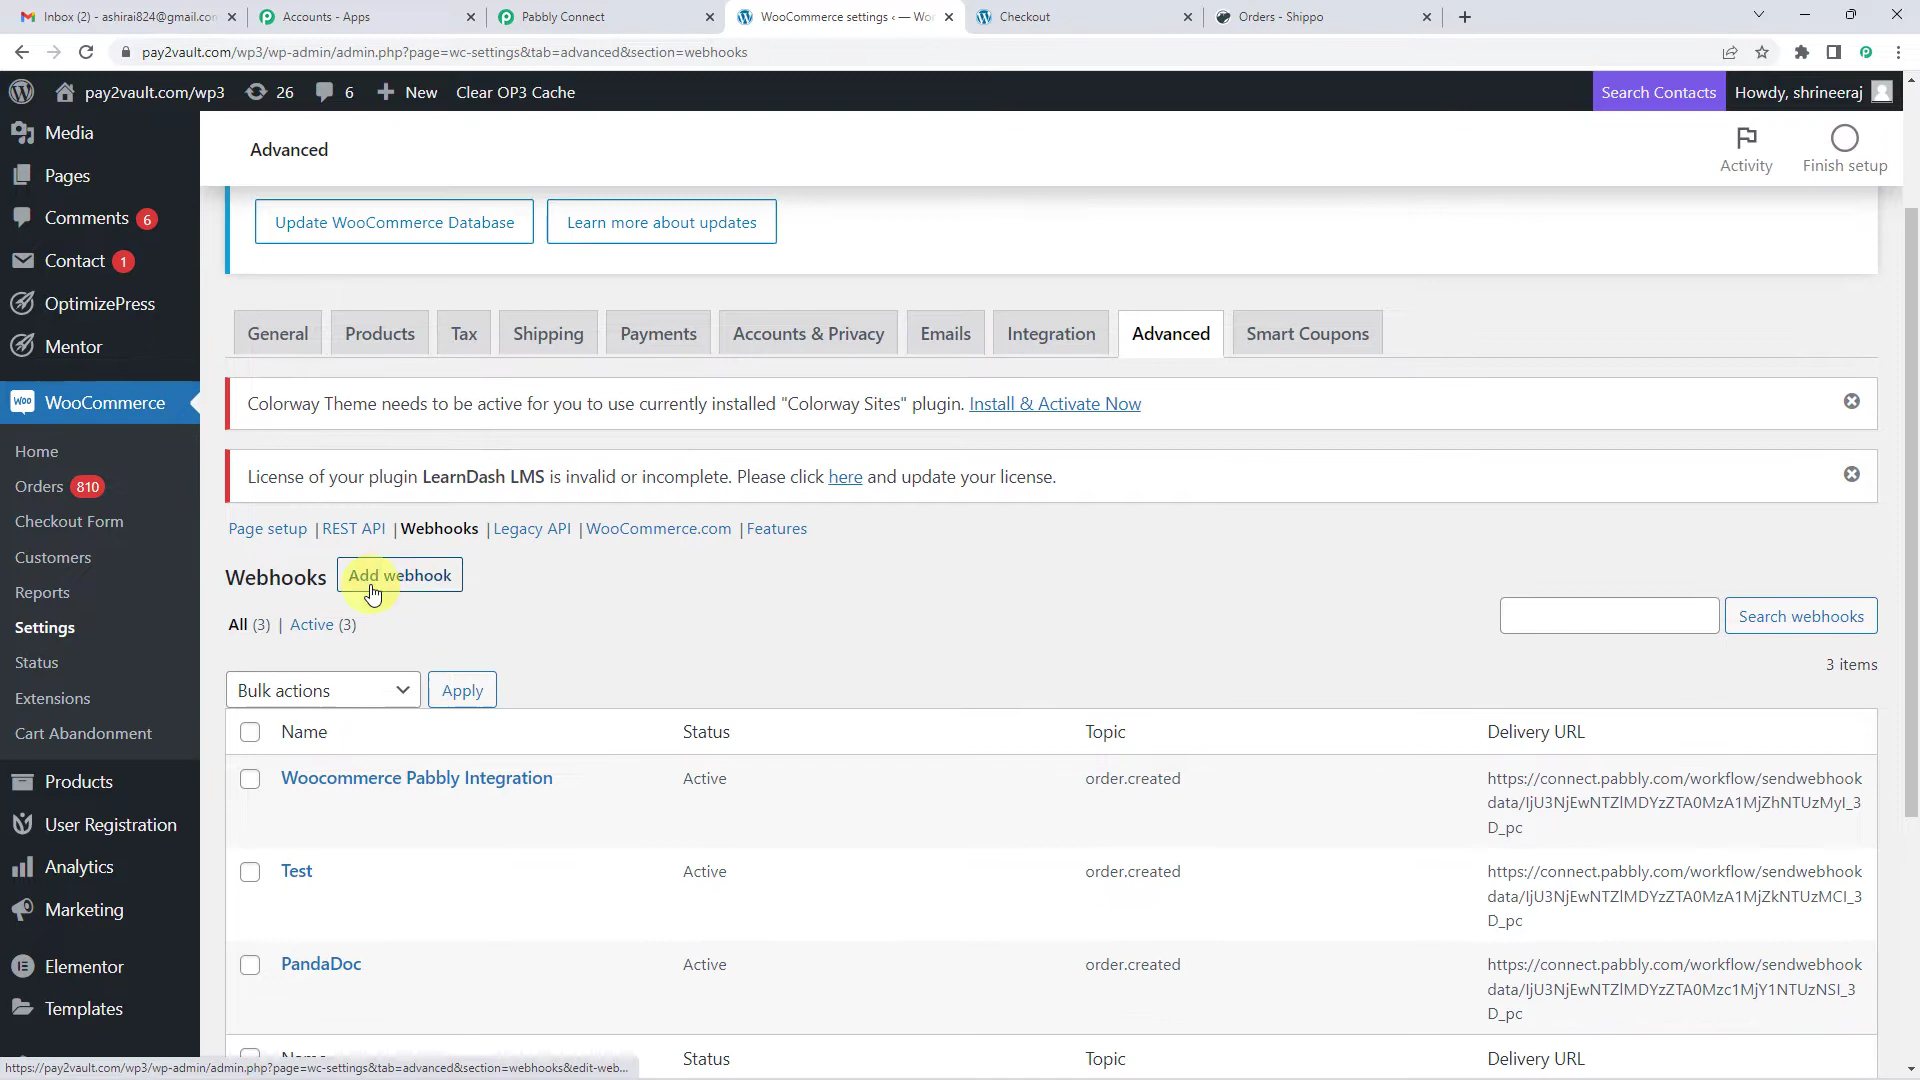 Inbox (2) - ashirai824@gmail.con
Accounts - Apps
Pabbly Connect
WooCommerce settings ‹ — Wor
Checkout
Orders - Shippo
pay2vault.com/wp3/wp-admin/admin.php?page=wc-settings&tab=advanced&section=webhooks
pay2vault.com/wp3
26
6
New
Clear OP3 Cache
Search Contacts
Howdy, shrineeraj
Media
Pages
Comments 6
Contact 1
OptimizePress
Mentor
WooCommerce
Home
Orders 810
Checkout Form
Customers
Reports
Settings
Status
Extensions
Cart Abandonment
Products
User Registration
Analytics
Marketing
Elementor
Templates
Advanced
Activity
Finish setup
Update WooCommerce Database
Learn more about updates
General
Products
Tax
Shipping
Payments
Accounts & Privacy
Emails
Integration
Advanced
Smart Coupons
Colorway Theme needs to be active for you to use currently installed "Colorway Sites" plugin. Install & Activate Now
License of your plugin LearnDash LMS is invalid or incomplete. Please click here and update your license.
Page setup | REST API | Webhooks | Legacy API | WooCommerce.com | Features
Webhooks
Add webhook
All (3) | Active (3)
Search webhooks
3 items
Bulk actions
Apply
Name
Status
Topic
Delivery URL
Woocommerce Pabbly Integration
Active
order.created
https://connect.pabbly.com/workflow/sendwebhook
data/IjU3NjEwNTZlMDYzZTA0MzA1MjZhNTUzMyI_3
D_pc
Test
Active
order.created
https://connect.pabbly.com/workflow/sendwebhook
data/IjU3NjEwNTZlMDYzZTA0MzA1MjZkNTUzMCI_3
D_pc
PandaDoc
Active
order.created
https://connect.pabbly.com/workflow/sendwebhook
data/IjU3NjEwNTZlMDYzZTA0Mzc1MjY1NTUzNSI_3
D_pc
Name
Status
Topic
Delivery URL
https://pay2vault.com/wp3/wp-admin/admin.php?page=wc-settings&tab=advanced&section=webhooks&edit-web...